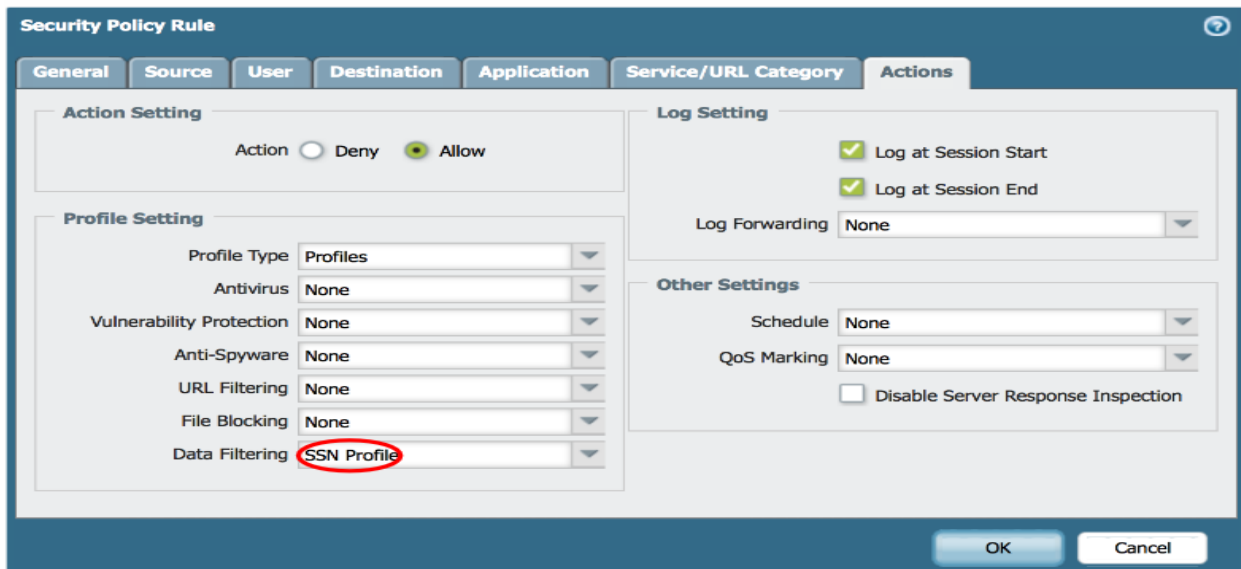 Security Policy Rule
General Source User Destination Application Service/URL Category Actions
Action Setting
Action Deny Allow
Profile Setting
Profile Type Profiles
Antivirus None
Vulnerability Protection None
Anti-Spyware None
URL Filtering None
File Blocking None
Data Filtering SSN Profile
Log Setting
Log at Session Start
Log at Session End
Log Forwarding None
Other Settings
Schedule None
QoS Marking None
Disable Server Response Inspection
OK Cancel